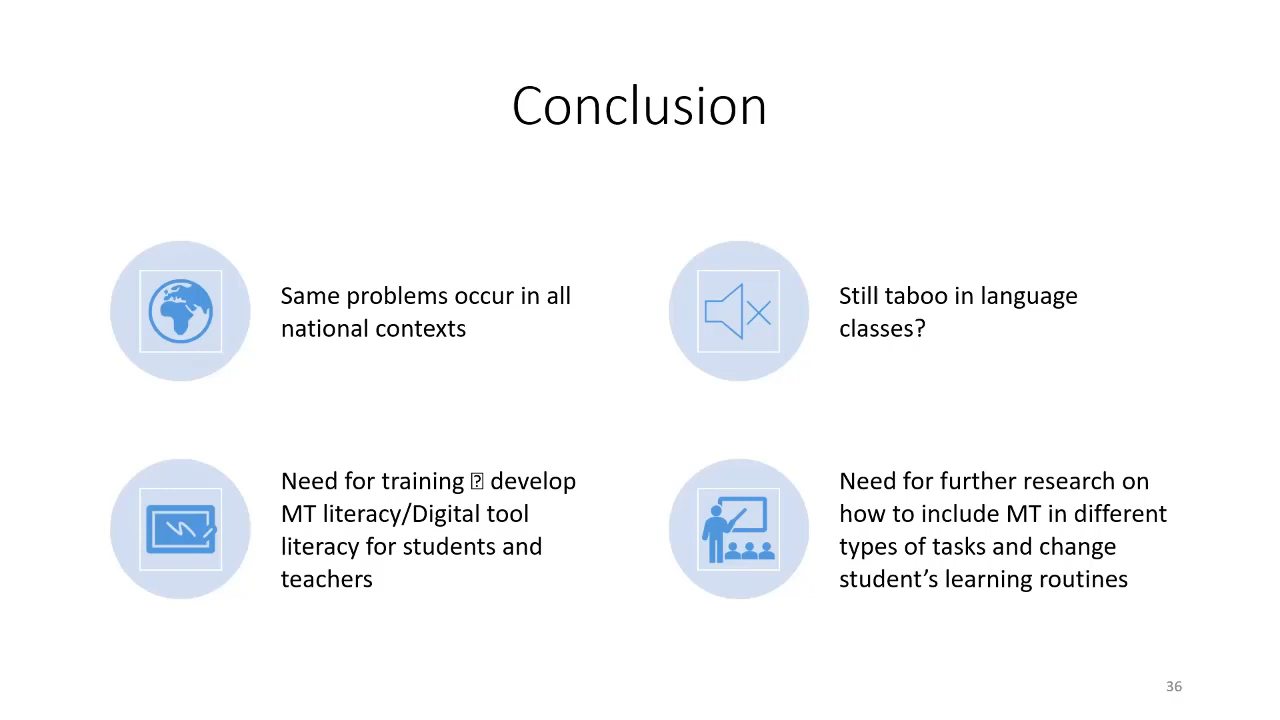 Conclusion
Same problems occur in all
national contexts
Still taboo in language
classes?
Need for training ⍰ develop
MT literacy/Digital tool
literacy for students and
teachers
Need for further research on
how to include MT in different
types of tasks and change
student’s learning routines
36